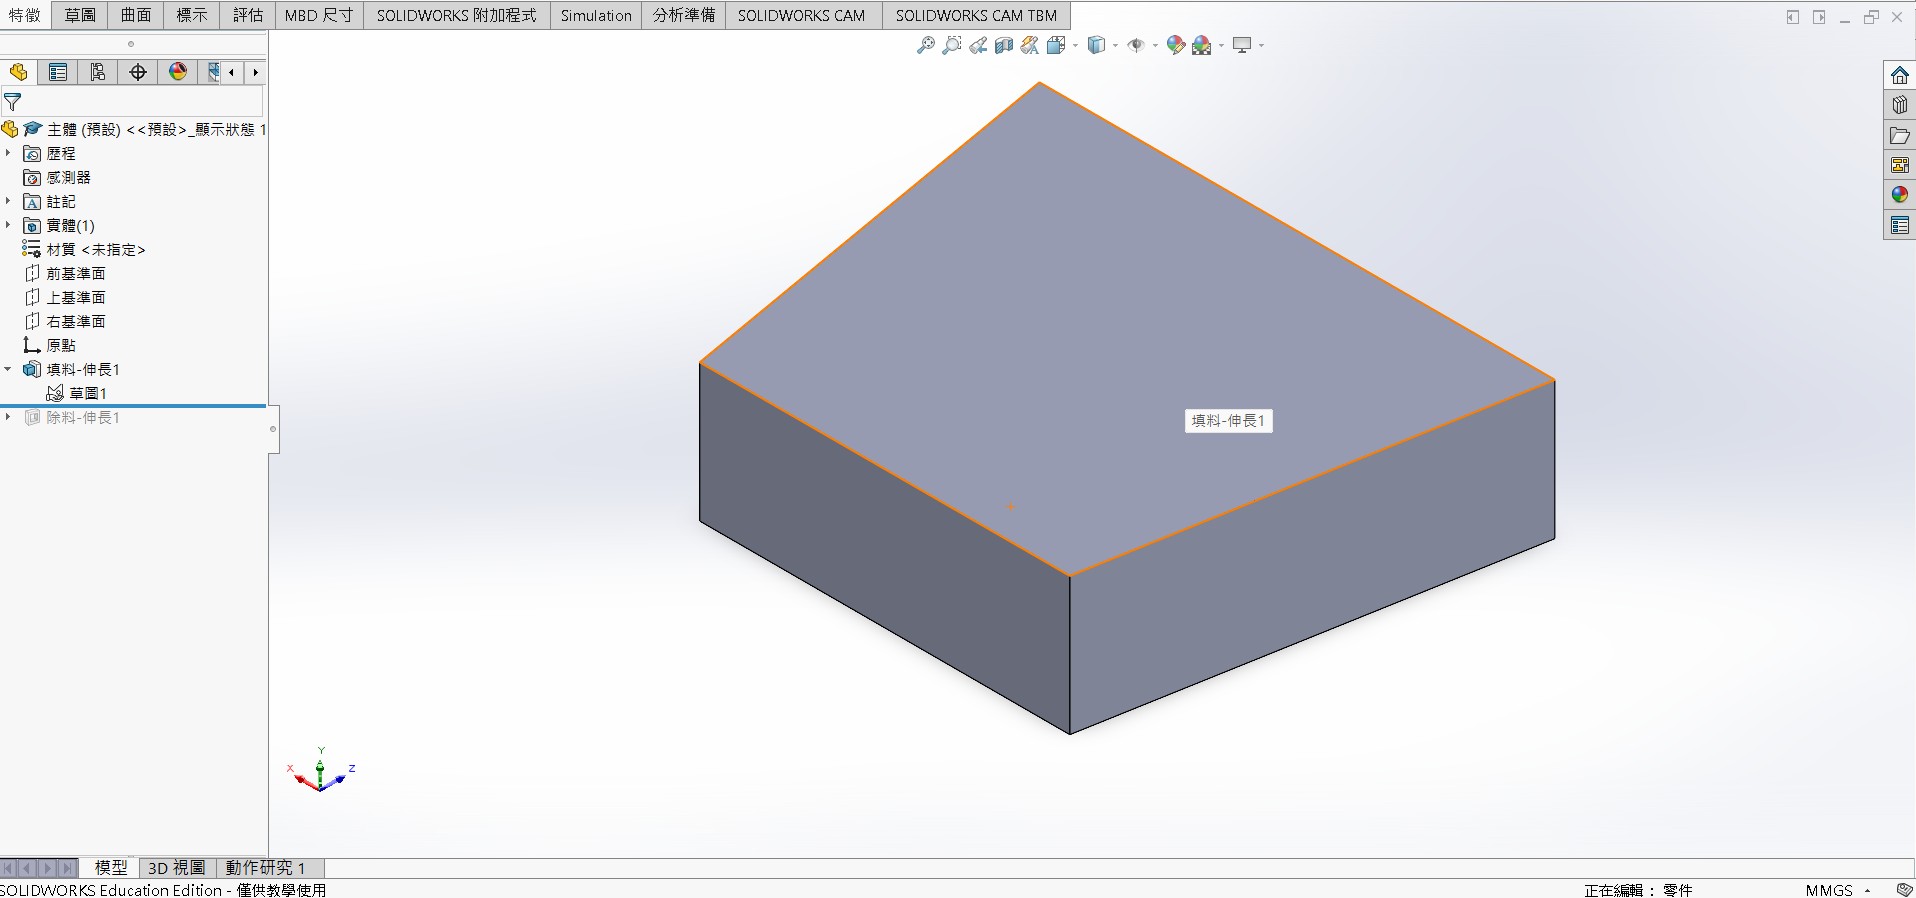 特徵 草圖 曲面 標示 評估 MBD 尺寸 SOLIDWORKS 附加程式 Simulation 分析準備 SOLIDWORKS CAM SOLIDWORKS CAM TBM
主體 (預設) <<預設>_顯示狀態 1
歷程
感測器
A 註記
實體(1)
材質 <未指定>
前基準面
上基準面
右基準面
原點
填料-伸長1
草圖1
除料-伸長1
填料-伸長1
Y
X Z
模型 3D 視圖 動作研究 1
SOLIDWORKS Education Edition - 僅供教學使用 正在編輯： 零件 MMGS